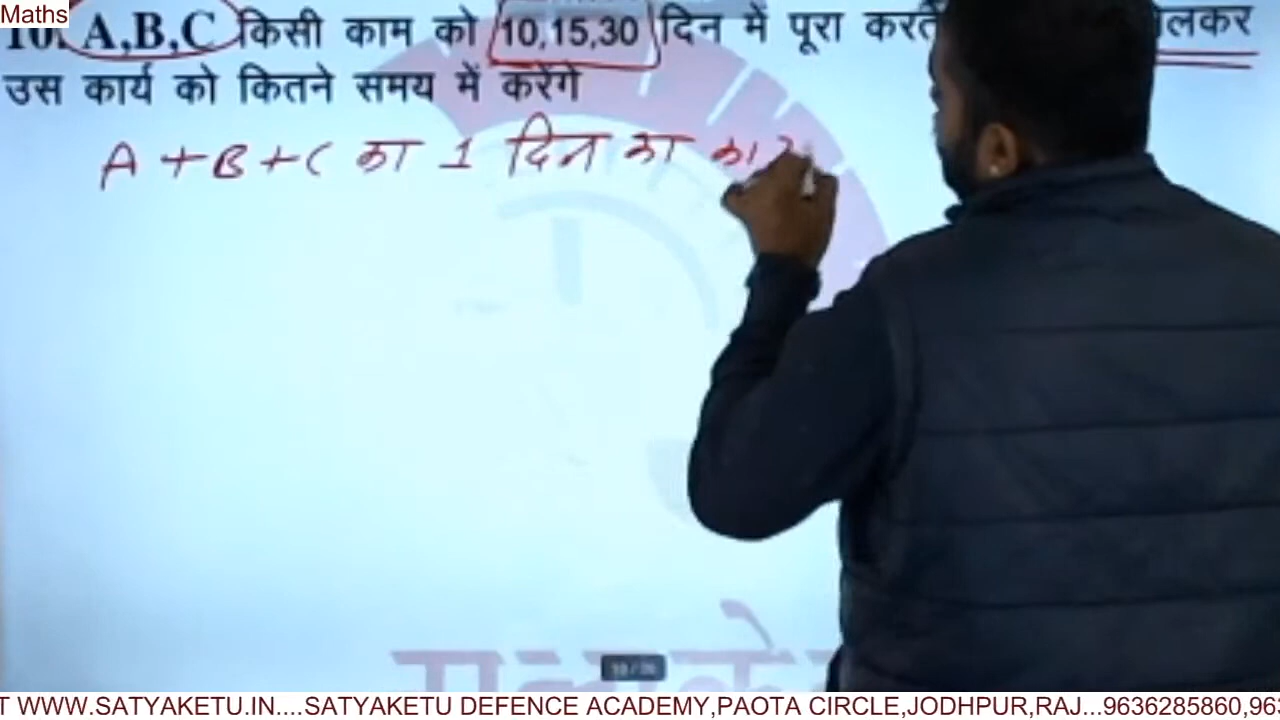 Maths
10. A,B,C किसी काम को 10,15,30 दिन में पूरा करते लकर
उस कार्य को कितने समय में करेंगे
A + B + C का 1 दिन का का
T WWW.SATYAKETU.IN....SATYAKETU DEFENCE ACADEMY,PAOTA CIRCLE,JODHPUR,RAJ...9636285860,963